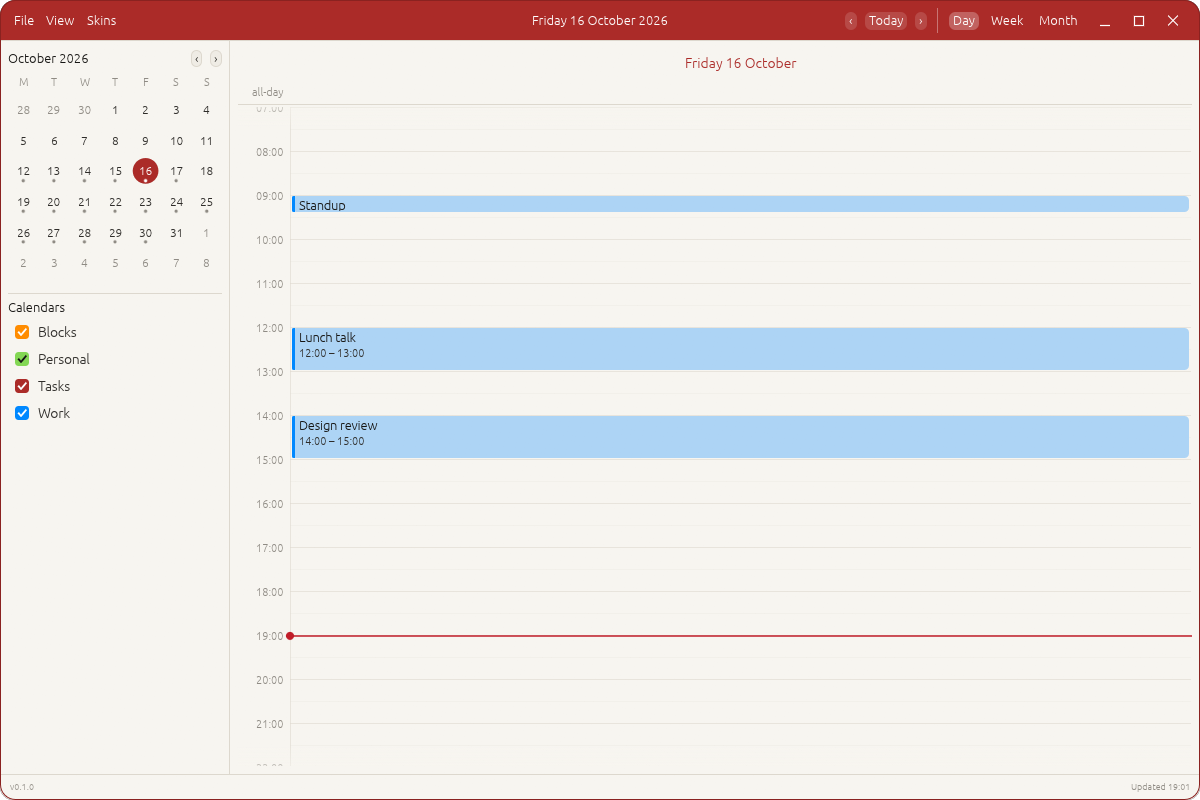 File View Skins
Friday 16 October 2026
‹ Today › Day Week Month
October 2026 ‹ ›
M T W T F S S
28 29 30 1 2 3 4
5 6 7 8 9 10 11
12 13 14 15 16 17 18
19 20 21 22 23 24 25
26 27 28 29 30 31 1
2 3 4 5 6 7 8
Calendars
Blocks
Personal
Tasks
Work
Friday 16 October
all-day
07:00
08:00
09:00
Standup
10:00
11:00
12:00
Lunch talk
12:00 – 13:00
13:00
14:00
Design review
14:00 – 15:00
15:00
16:00
17:00
18:00
19:00
20:00
21:00
v0.1.0
Updated 19:01